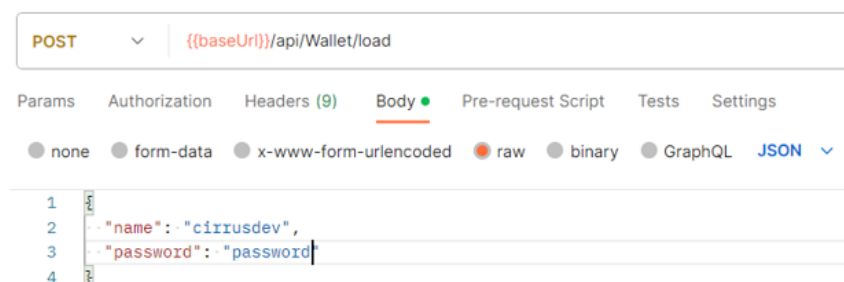 POST {{baseUrl}}/api/Wallet/load
Params Authorization Headers (9) Body Pre-request Script Tests Settings
none form-data x-www-form-urlencoded raw binary GraphQL JSON
1 {
2 "name": "cirrusdev",
3 "password": "password"
4 }